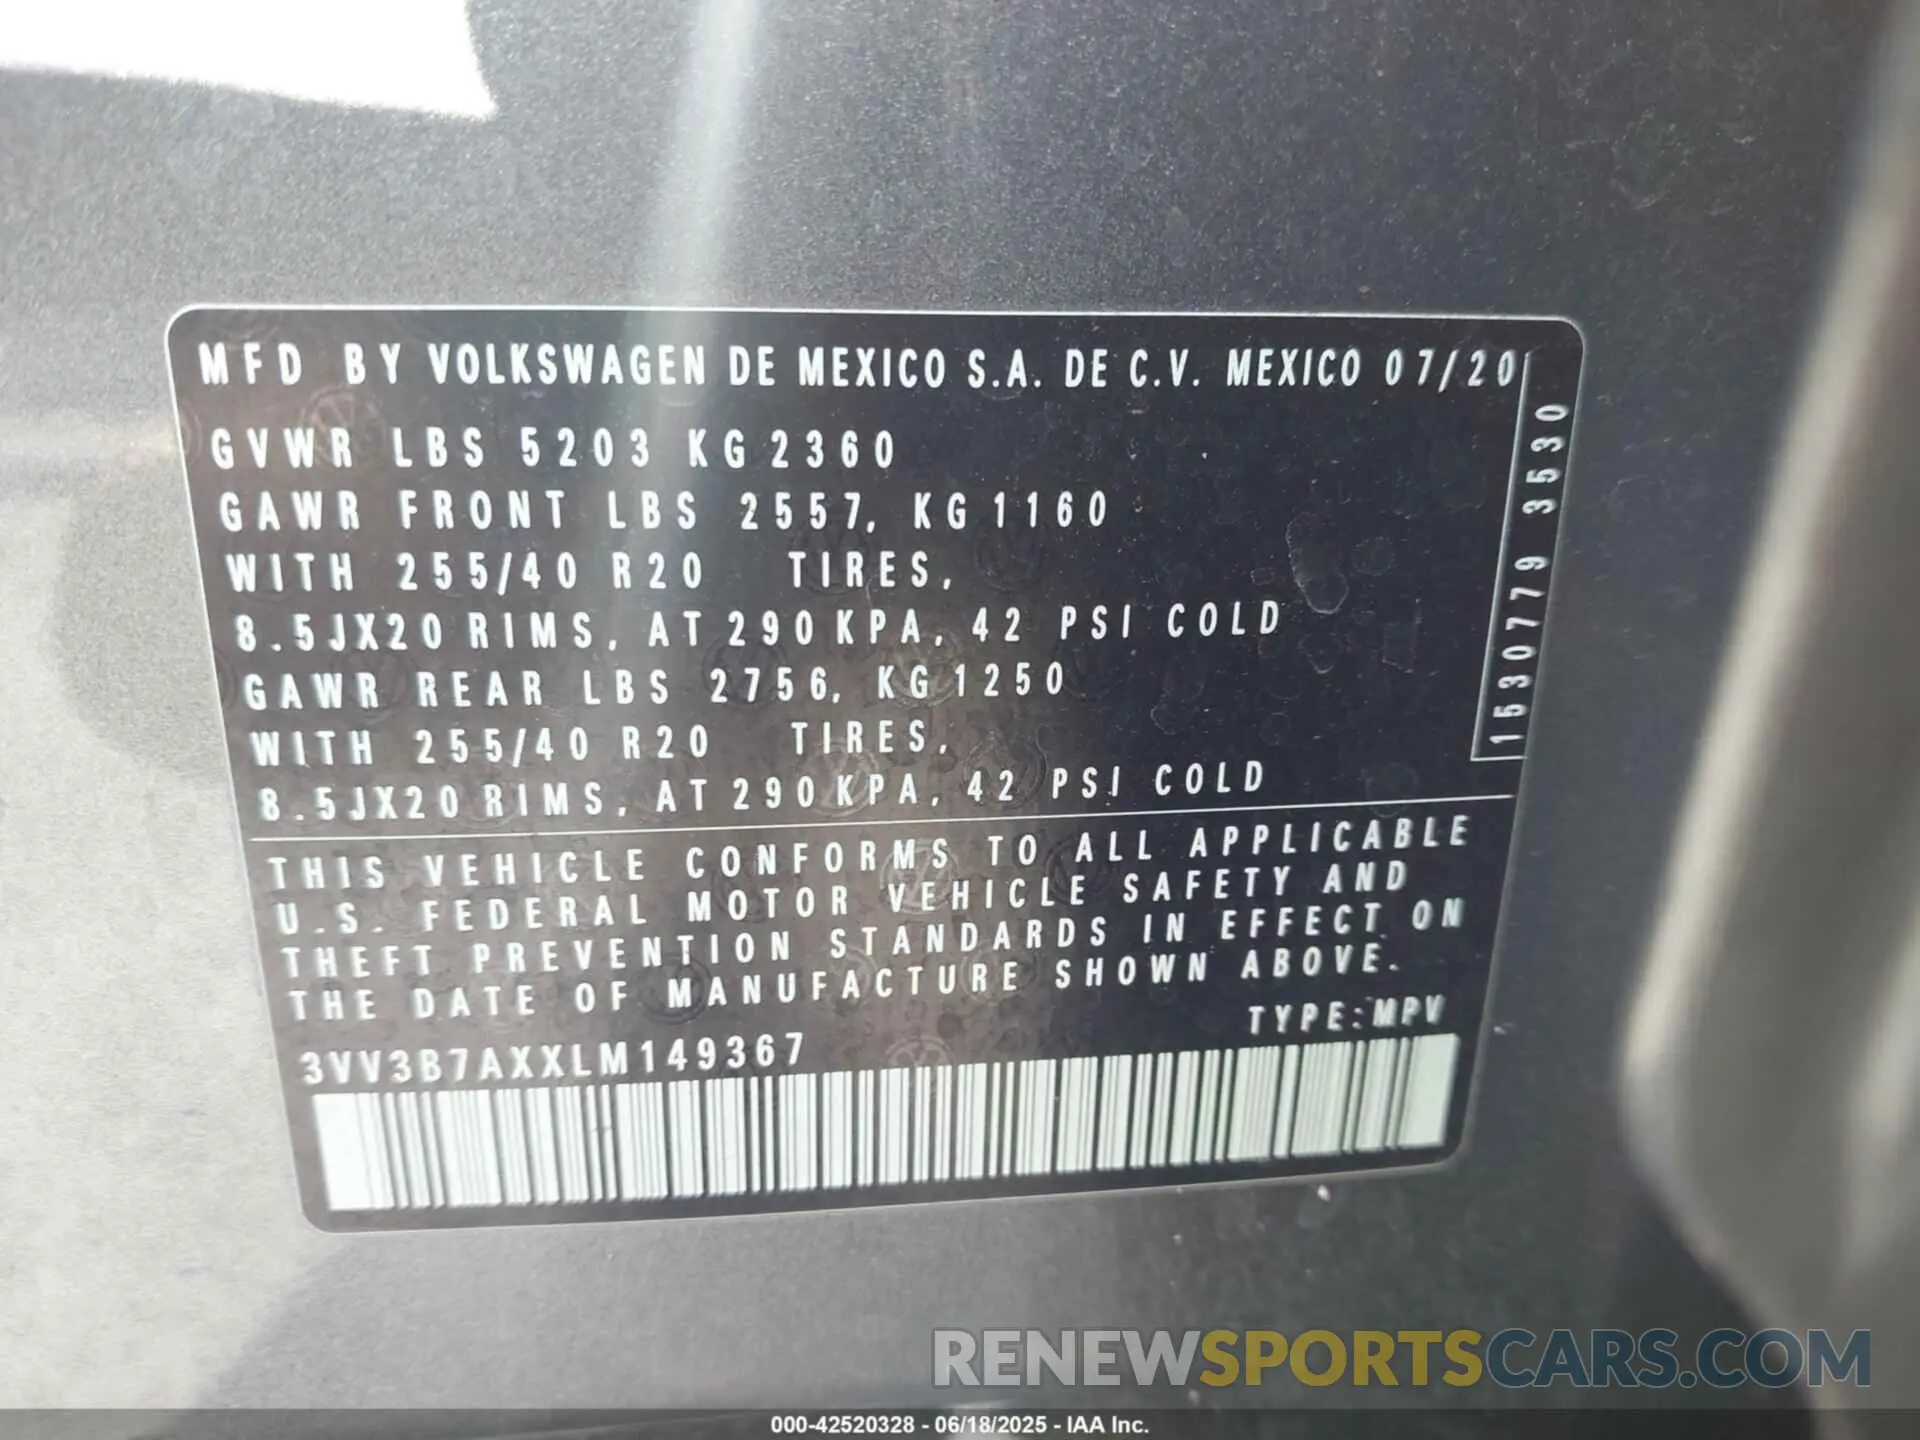 MFD BY VOLKSWAGEN DE MEXICO S.A. DE C.V. MEXICO 07/20
GVWR LBS 5203 KG 2360
GAWR FRONT LBS 2557, KG 1160
WITH 255/40 R20 TIRES,
8.5JX20 RIMS, AT 290 KPA, 42 PSI COLD
GAWR REAR LBS 2756, KG 1250
WITH 255/40 R20 TIRES,
8.5JX20 RIMS, AT 290 KPA, 42 PSI COLD
1530779 3530
THIS VEHICLE CONFORMS TO ALL APPLICABLE
U.S. FEDERAL MOTOR VEHICLE SAFETY AND
THEFT PREVENTION STANDARDS IN EFFECT ON
THE DATE OF MANUFACTURE SHOWN ABOVE.
TYPE:MPV
3VV3B7AXXLM149367
RENEWSPORTSCARS.COM
000-42520328 - 06/18/2025 - IAA Inc.